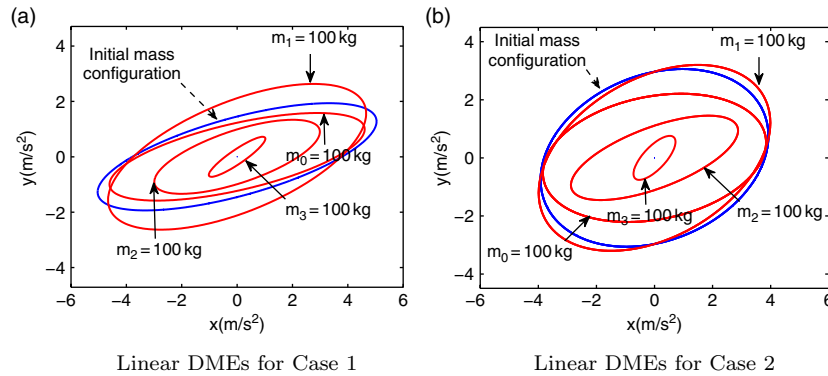 (a)
4
2
0
−2
−4
−6
−4
−2
0
2
4
6
y(m/s²)
x(m/s²)
Initial mass
configuration
m₁ = 100 kg
m₀ = 100 kg
m₃ = 100 kg
m₂ = 100 kg
Linear DMEs for Case 1
(b)
4
2
0
−2
−4
−6
−4
−2
0
2
4
6
y(m/s²)
x(m/s²)
Initial mass
configuration
m₁ = 100 kg
m₃ = 100 kg
m₂ = 100 kg
m₀ = 100 kg
Linear DMEs for Case 2